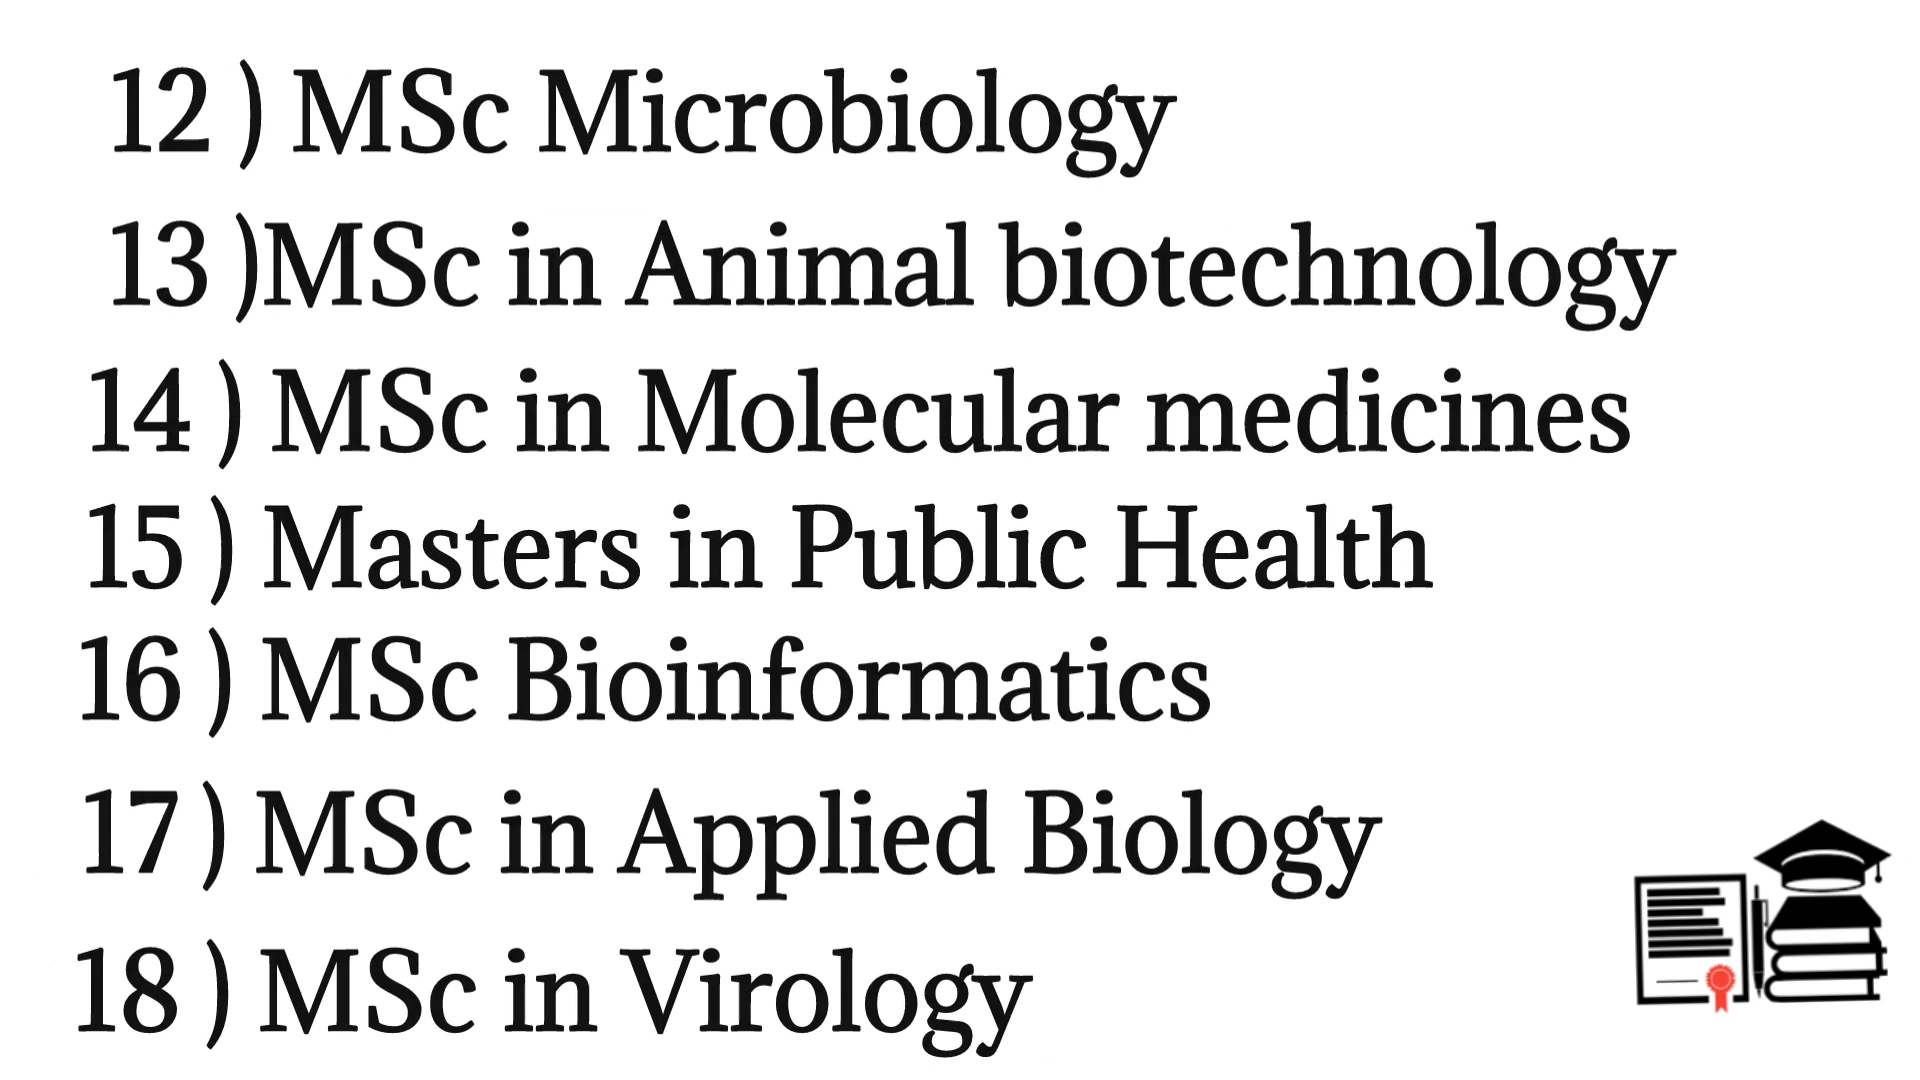 12 ) MSc Microbiology
13 )MSc in Animal biotechnology
14 ) MSc in Molecular medicines
15 ) Masters in Public Health
16 ) MSc Bioinformatics
17 ) MSc in Applied Biology
18 ) MSc in Virology